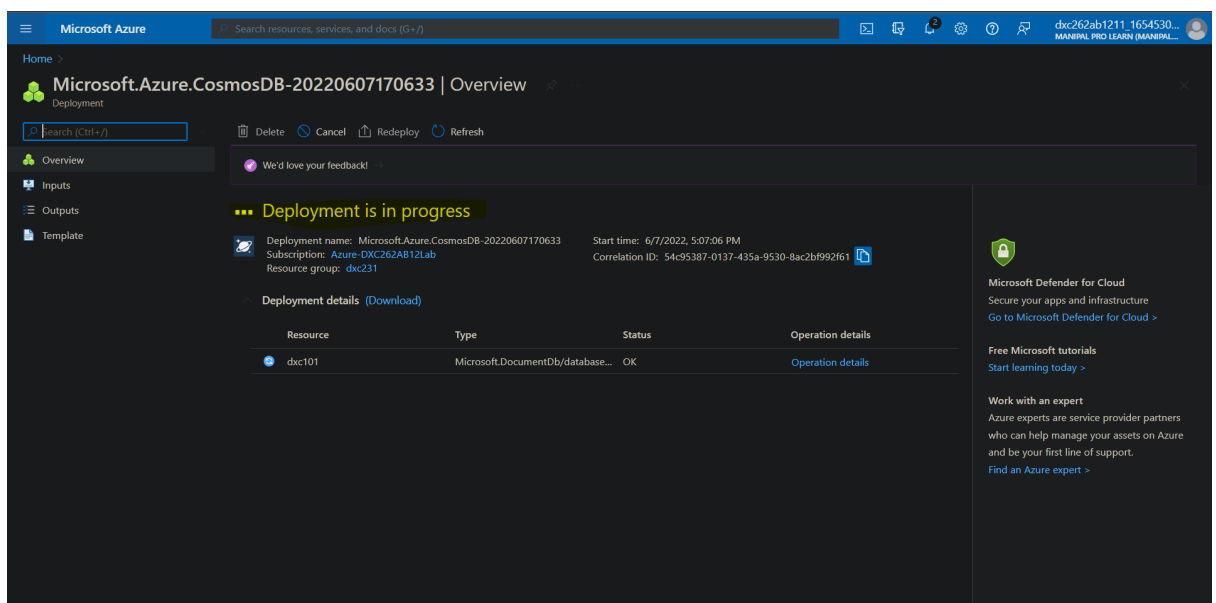 Microsoft Azure
Search resources, services, and docs (G+/)
2
dxc262ab1211_1654530...
MANIPAL PRO LEARN (MANIPAL...
Home >
Microsoft.Azure.CosmosDB-20220607170633 | Overview
Deployment
Search (Ctrl+/)
Delete Cancel Redeploy Refresh
Overview
Inputs
Outputs
Template
We'd love your feedback!
Deployment is in progress
Deployment name: Microsoft.Azure.CosmosDB-20220607170633
Subscription: Azure-DXC262AB12Lab
Resource group: dxc231
Start time: 6/7/2022, 5:07:06 PM
Correlation ID: 54c95387-0137-435a-9530-8ac2bf992f61
Deployment details (Download)
Resource Type Status Operation details
dxc101 Microsoft.DocumentDb/database... OK Operation details
Microsoft Defender for Cloud
Secure your apps and infrastructure
Go to Microsoft Defender for Cloud >
Free Microsoft tutorials
Start learning today >
Work with an expert
Azure experts are service provider partners
who can help manage your assets on Azure
and be your first line of support.
Find an Azure expert >